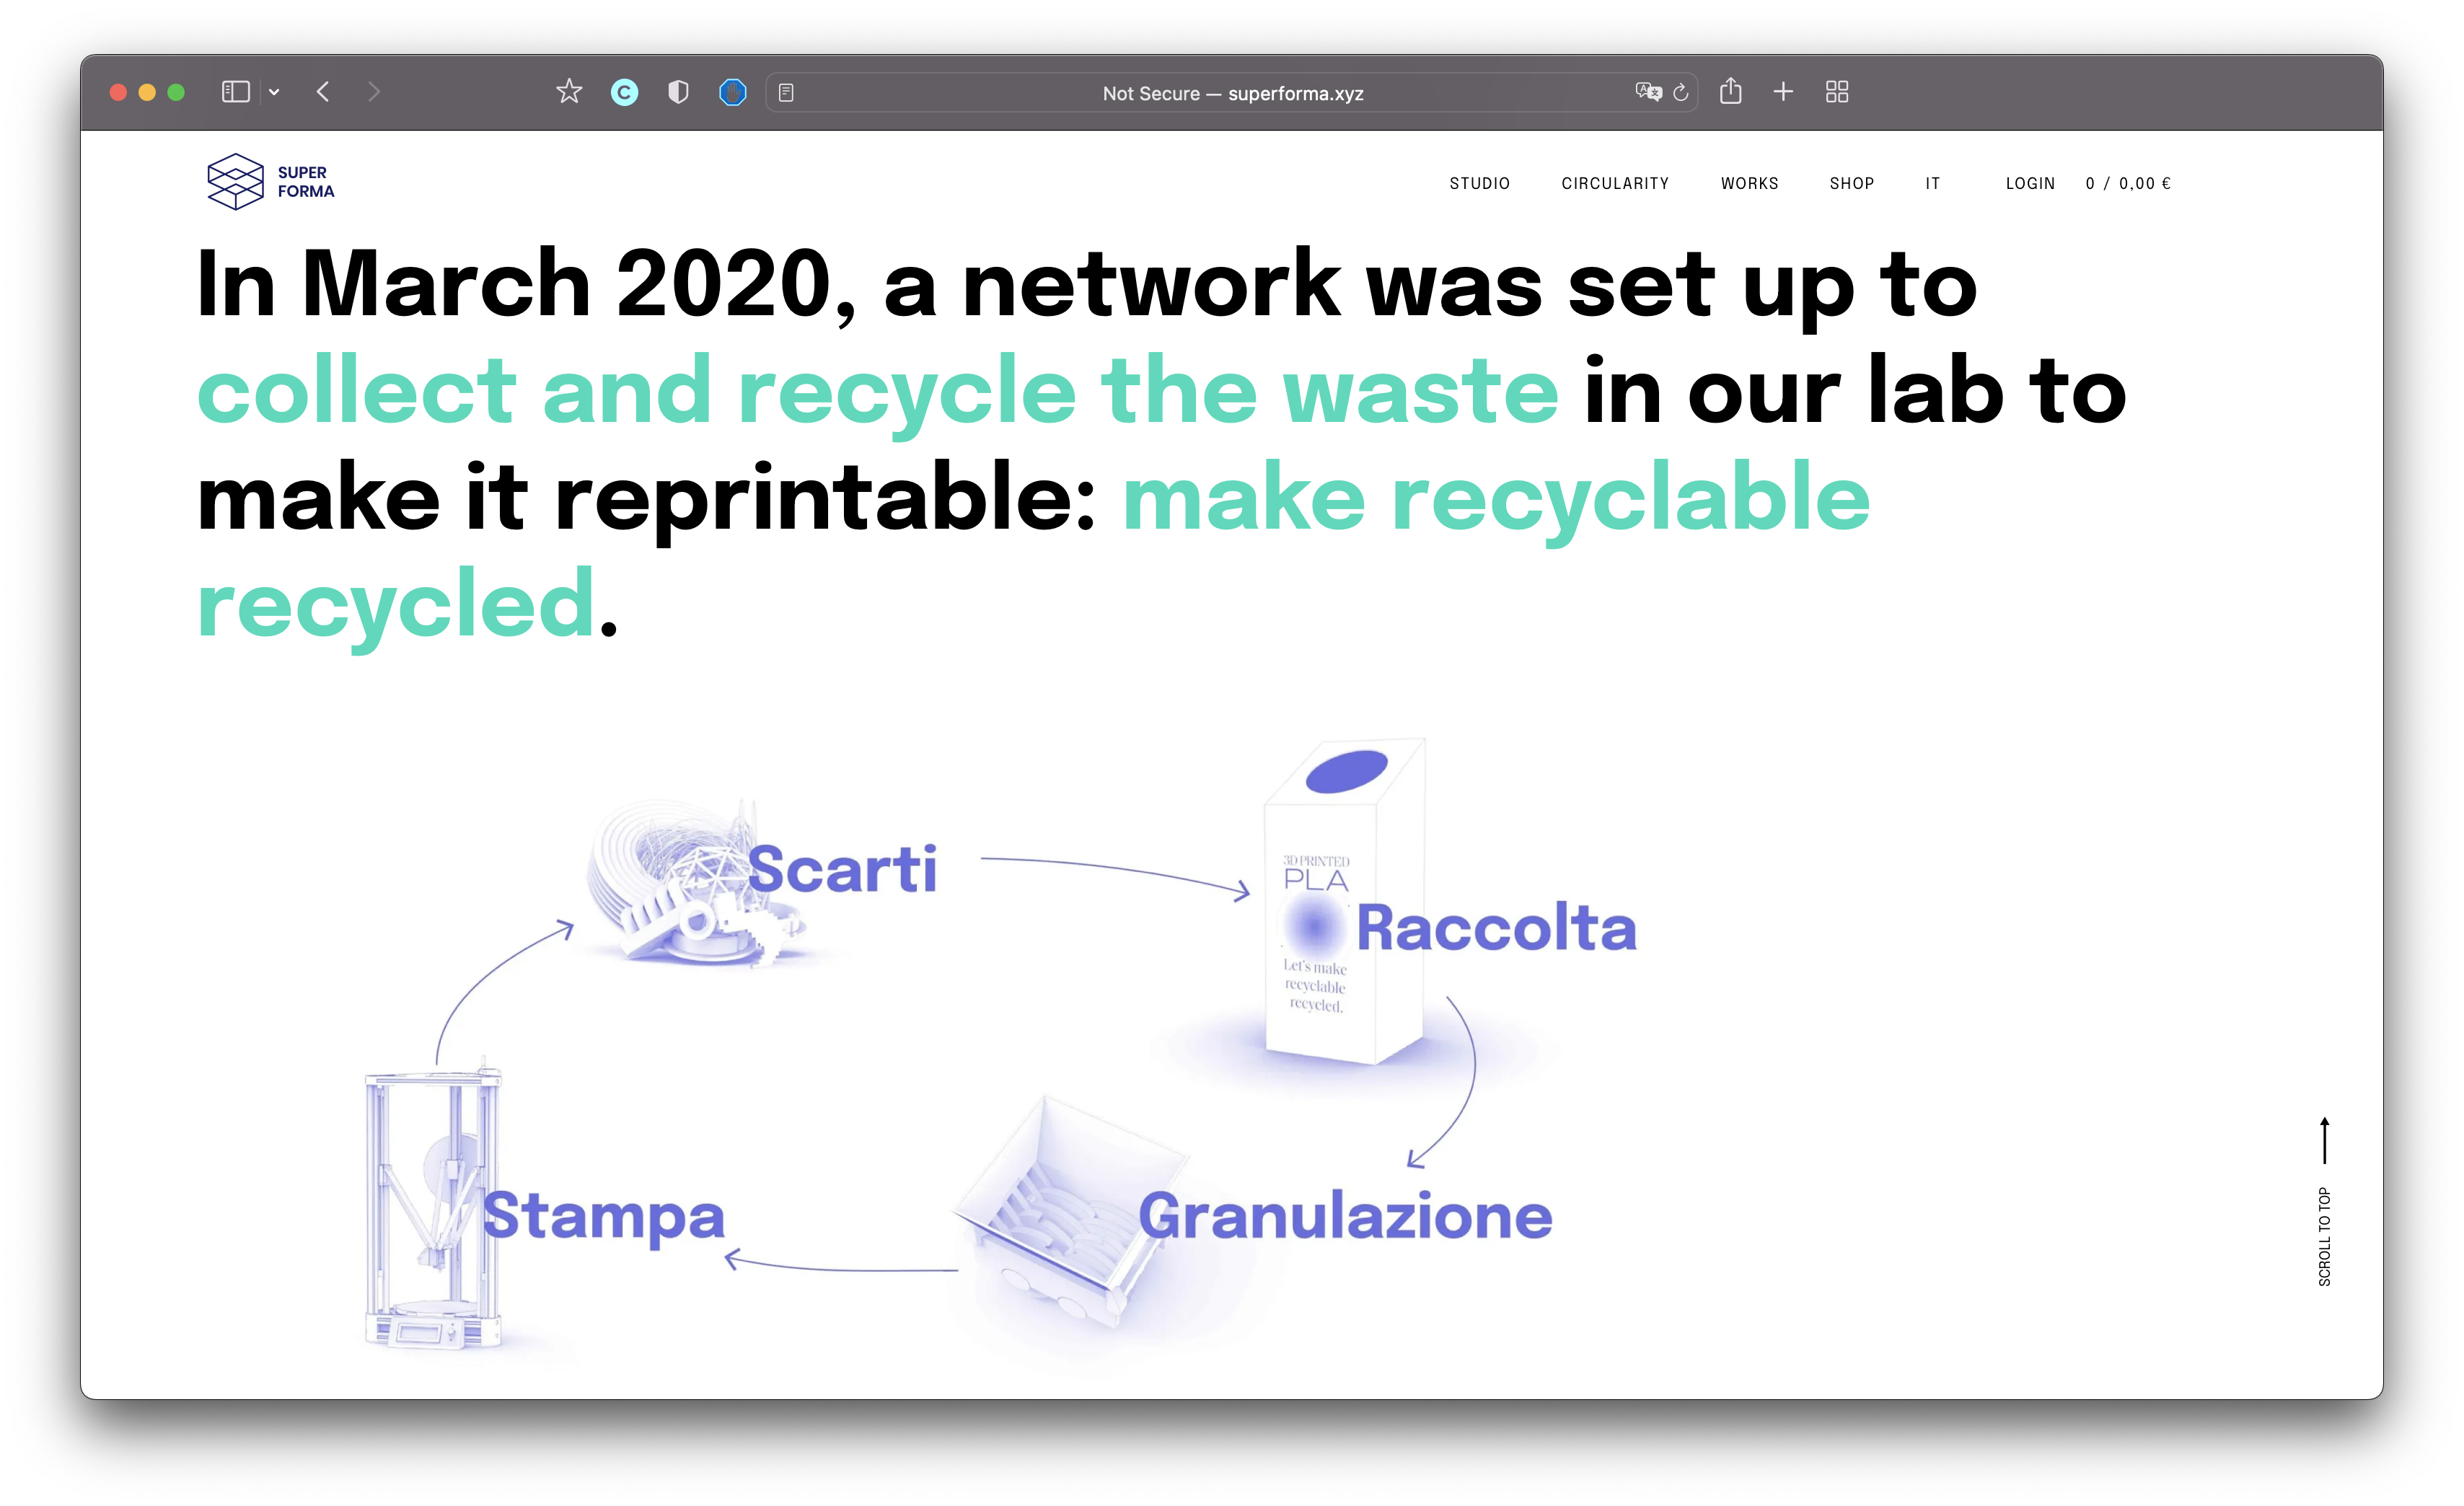 Not Secure — superforma.xyz
SUPER
FORMA
STUDIO CIRCULARITY WORKS SHOP IT LOGIN 0 / 0,00 €
In March 2020, a network was set up to
collect and recycle the waste in our lab to
make it reprintable: make recyclable
recycled.
Scarti
3D PRINTED
PLA
Raccolta
Let's make
recyclable
recycled.
Stampa
Granulazione
SCROLL TO TOP